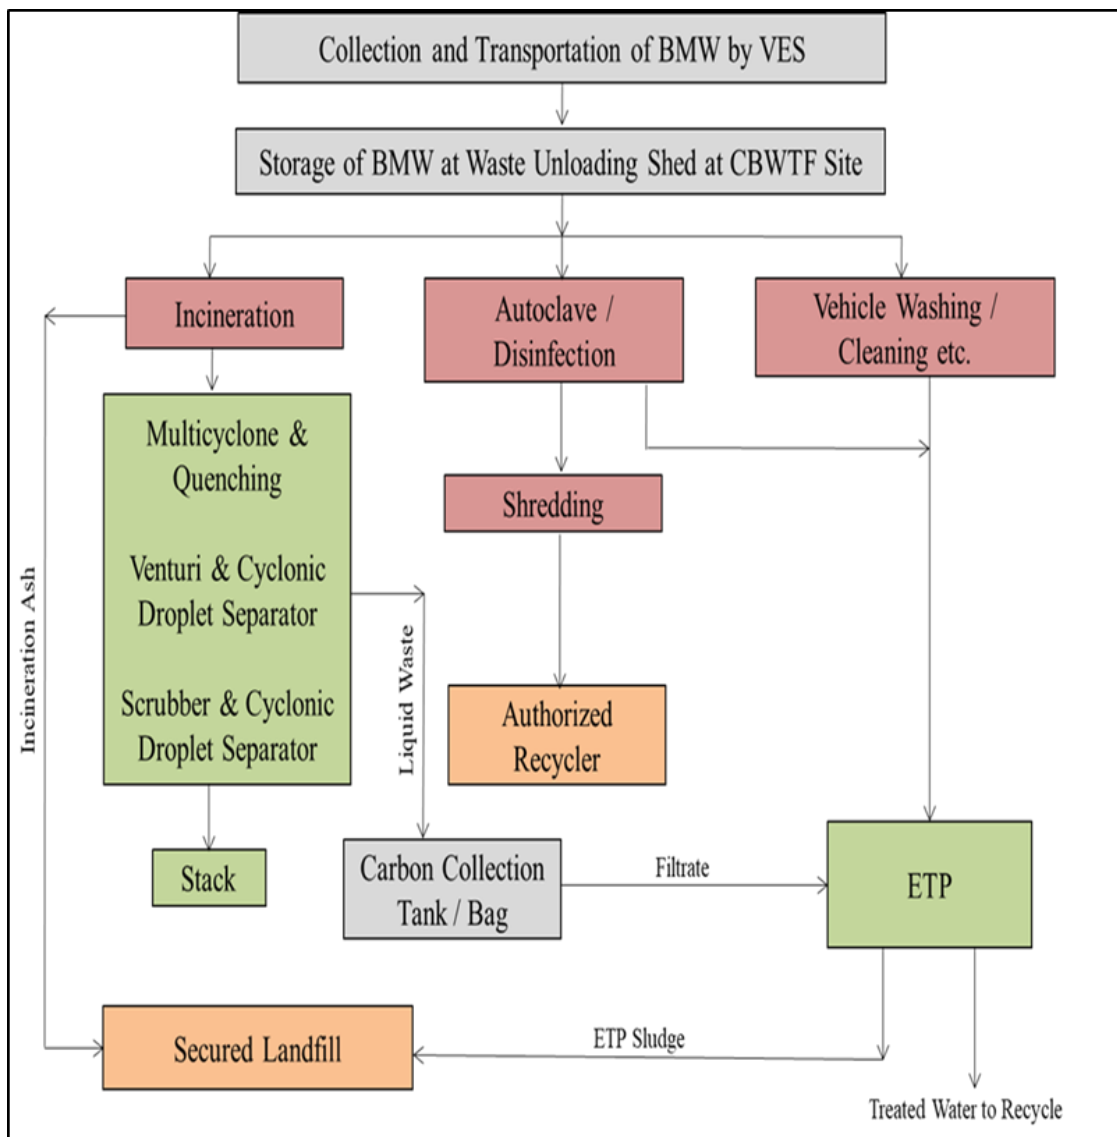 Collection and Transportation of BMW by VES
Storage of BMW at Waste Unloading Shed at CBWTF Site
Incineration
Autoclave /
Disinfection
Vehicle Washing /
Cleaning etc.
Multicyclone &
Quenching
Venturi & Cyclonic
Droplet Separator
Scrubber & Cyclonic
Droplet Separator
Shredding
Incineration Ash
Liquid Waste
Authorized
Recycler
Stack
Carbon Collection
Tank / Bag
Filtrate
ETP
Secured Landfill
ETP Sludge
Treated Water to Recycle